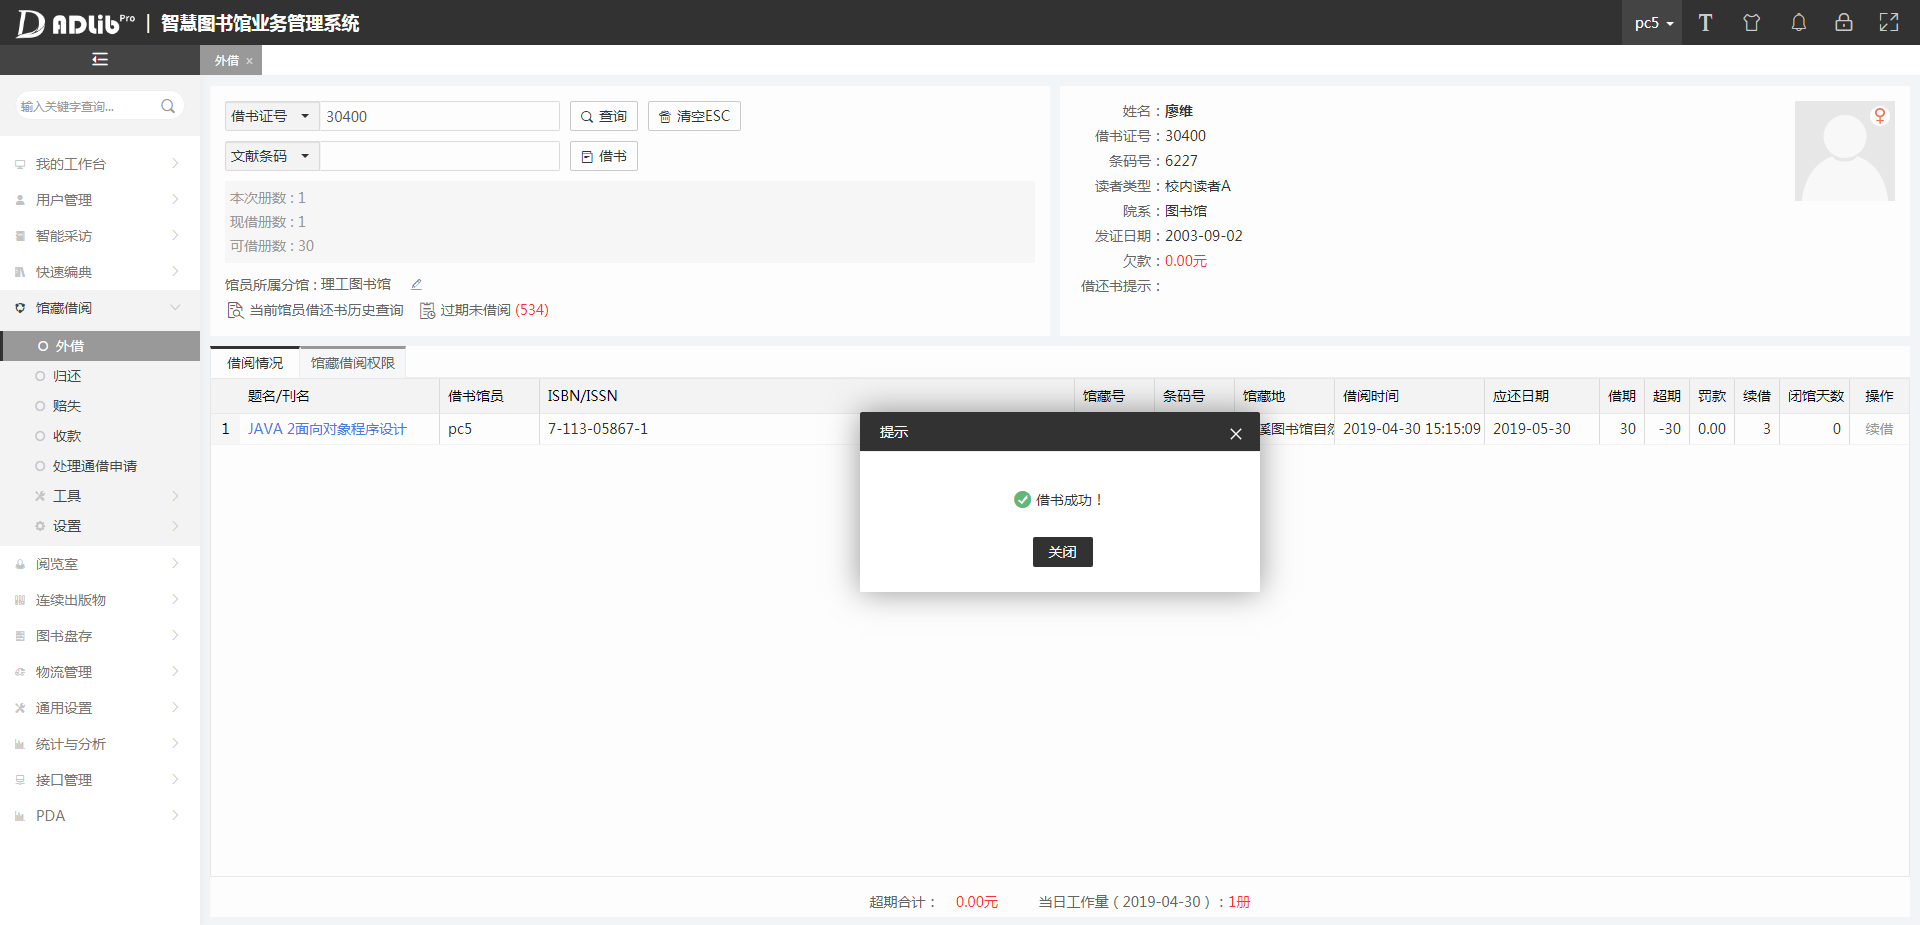 ADLib Pro | 智慧图书馆业务管理系统
pc5
外借 ×
输入关键字查询...
我的工作台
用户管理
智能采访
快速编典
馆藏借阅
外借
归还
赔失
收款
处理通借申请
工具
设置
阅览室
连续出版物
图书盘存
物流管理
通用设置
统计与分析
接口管理
PDA
借书证号 30400 查询 清空ESC
文献条码 借书
本次册数 : 1
现借册数 : 1
可借册数 : 30
馆员所属分馆 : 理工图书馆
当前馆员借还书历史查询 过期未借阅 (534)
姓名 : 廖维
借书证号 : 30400
条码号 : 6227
读者类型 : 校内读者A
院系 : 图书馆
发证日期 : 2003-09-02
欠款 : 0.00元
借还书提示 :
借阅情况 馆藏借阅权限
题名/刊名 借书馆员 ISBN/ISSN 馆藏号 条码号 馆藏地 借阅时间 应还日期 借期 超期 罚款 续借 闭馆天数 操作
1 JAVA 2面向对象程序设计 pc5 7-113-05867-1 溪图书馆自然 2019-04-30 15:15:09 2019-05-30 30 -30 0.00 3 0 续借
提示
借书成功！
关闭
超期合计： 0.00元 当日工作量 ( 2019-04-30 ) : 1册